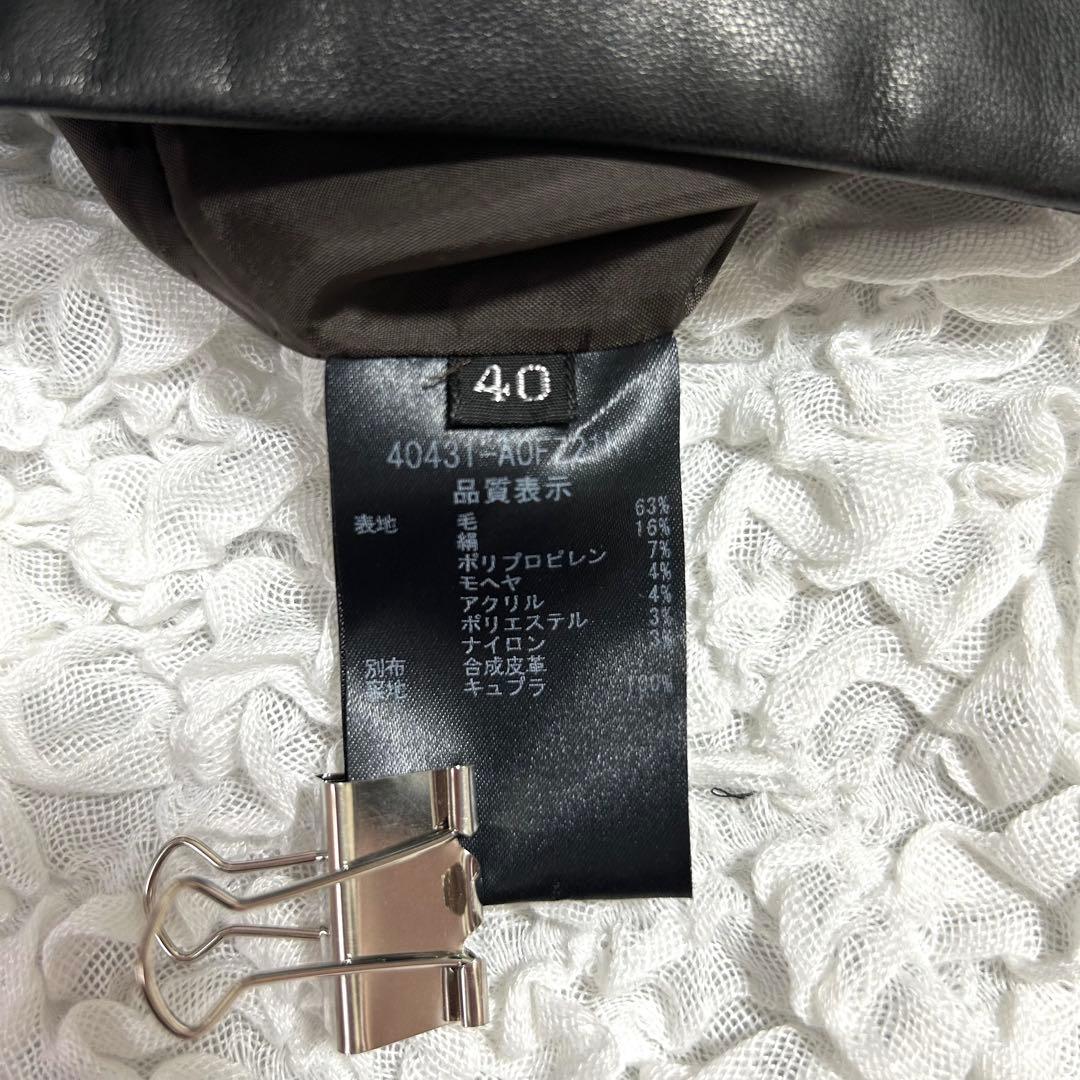 40
品質表示
表地 毛 63%
絹 16%
ポリプロピレン 7%
モヘヤ 4%
アクリル 4%
ポリエステル 3%
ナイロン 3%
別布 合成皮革
裏地 キュプラ 100%